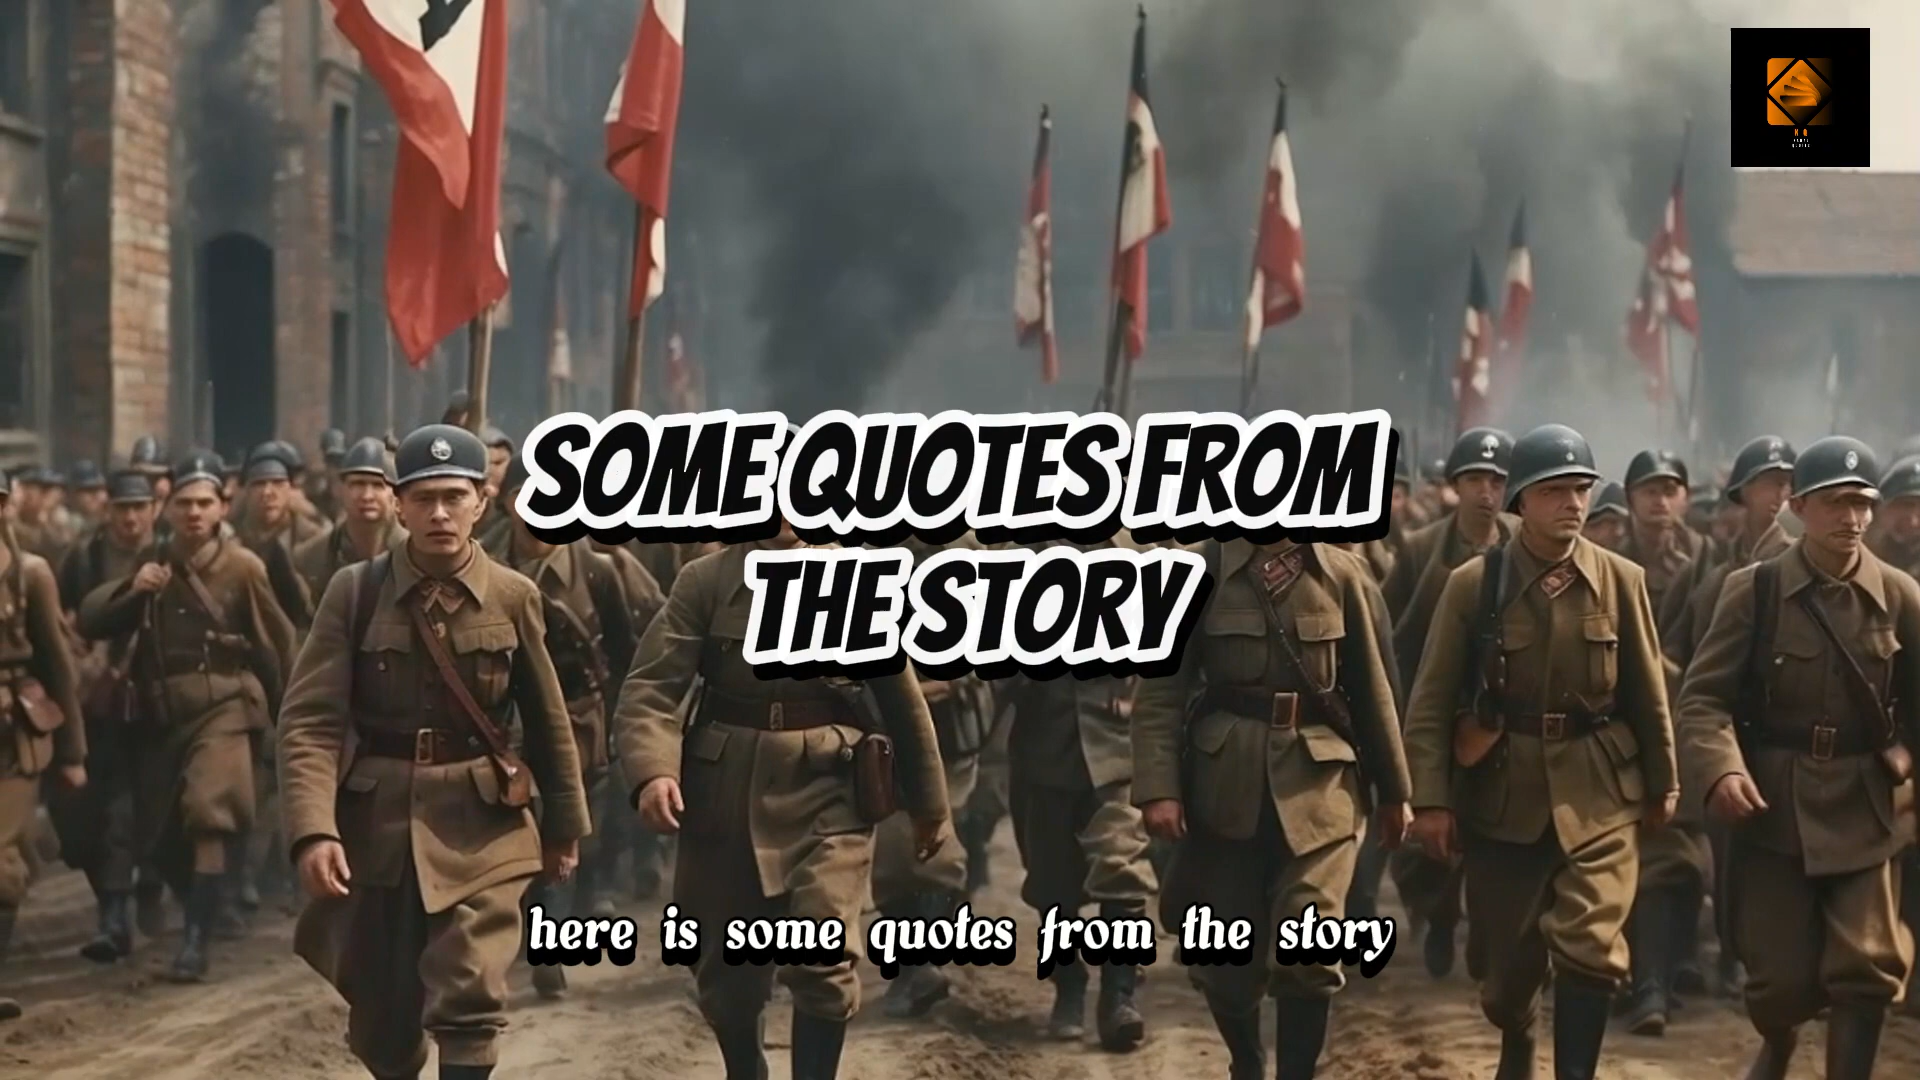 SOME QUOTES FROM
THE STORY
here is some quotes from the story